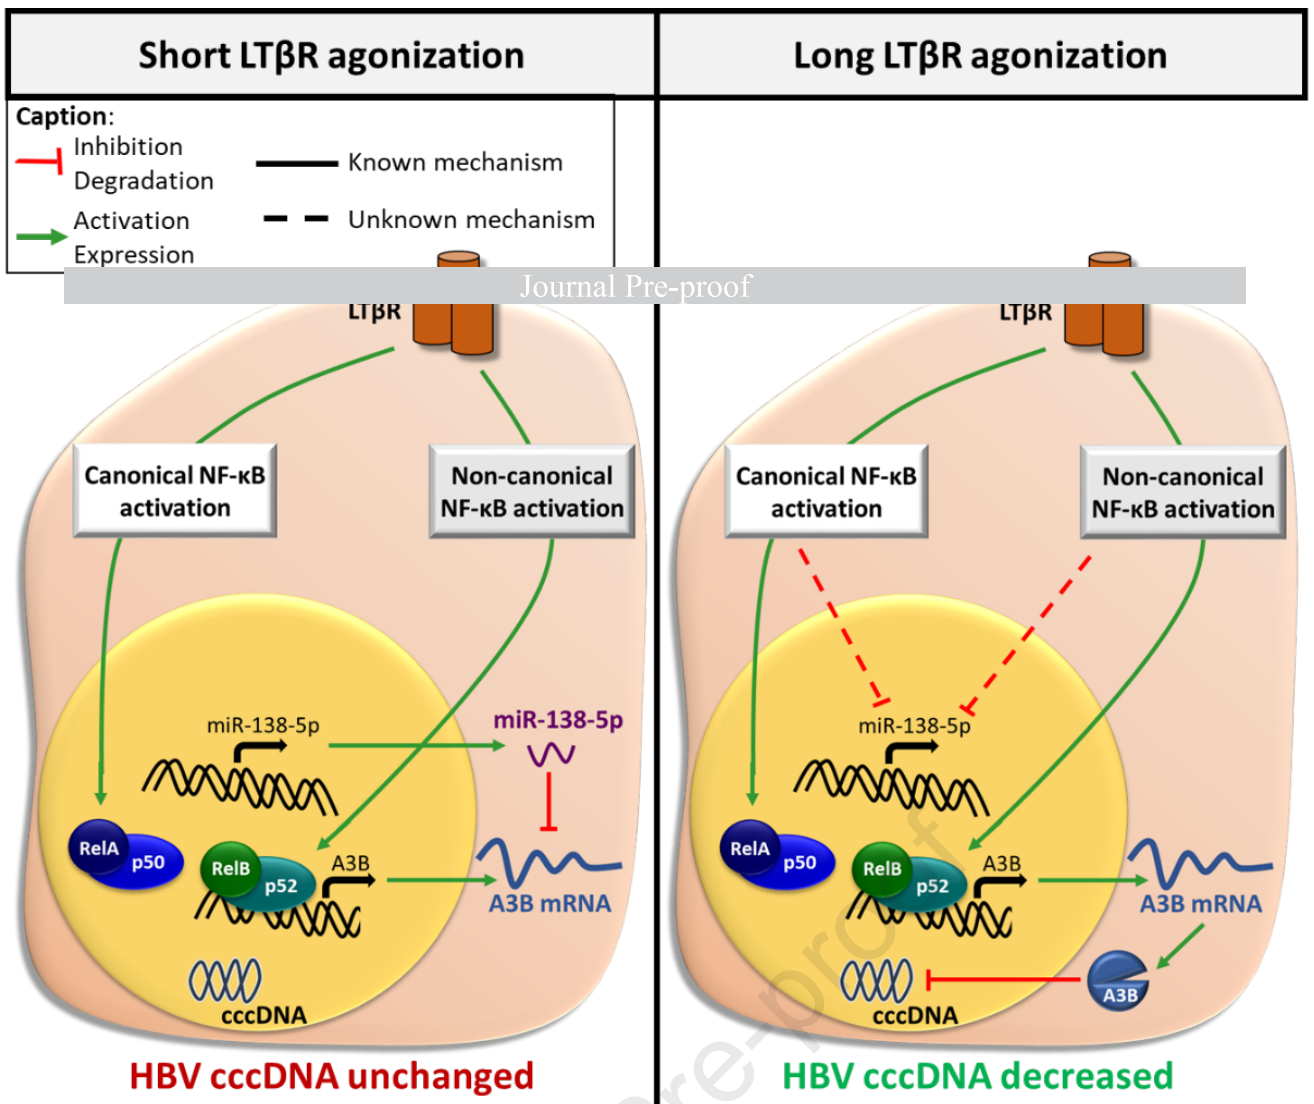 Short LTβR agonization
Long LTβR agonization
Caption:
Inhibition
Degradation
Known mechanism
Activation
Expression
Unknown mechanism
Journal Pre-proof
LTβR
Canonical NF-κB
activation
Non-canonical
NF-κB activation
miR-138-5p
miR-138-5p
RelA
p50
RelB
p52
A3B
A3B mRNA
cccDNA
HBV cccDNA unchanged
LTβR
Canonical NF-κB
activation
Non-canonical
NF-κB activation
miR-138-5p
RelA
p50
RelB
p52
A3B
A3B mRNA
A3B
cccDNA
HBV cccDNA decreased
re-proof